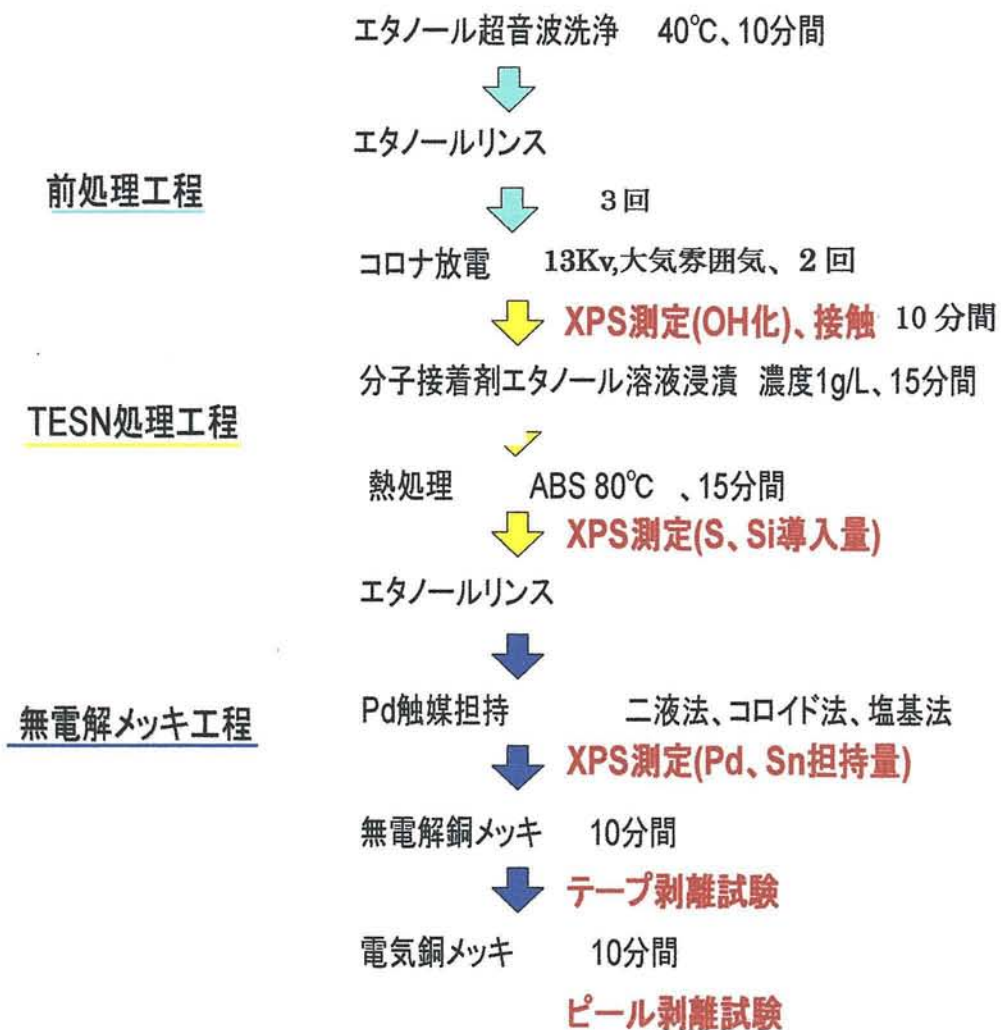 エタノール超音波洗浄 40℃、10分間
エタノールリンス
前処理工程
3回
コロナ放電 13Kv,大気雰囲気、2回
XPS測定(OH化)、接触 10分間
分子接着剤エタノール溶液浸漬 濃度1g/L、15分間
TESN処理工程
熱処理 ABS 80℃ 、15分間
XPS測定(S、Si導入量)
エタノールリンス
Pd触媒担持 二液法、コロイド法、塩基法
無電解メッキ工程
XPS測定(Pd、Sn担持量)
無電解銅メッキ 10分間
テープ剥離試験
電気銅メッキ 10分間
ピール剥離試験